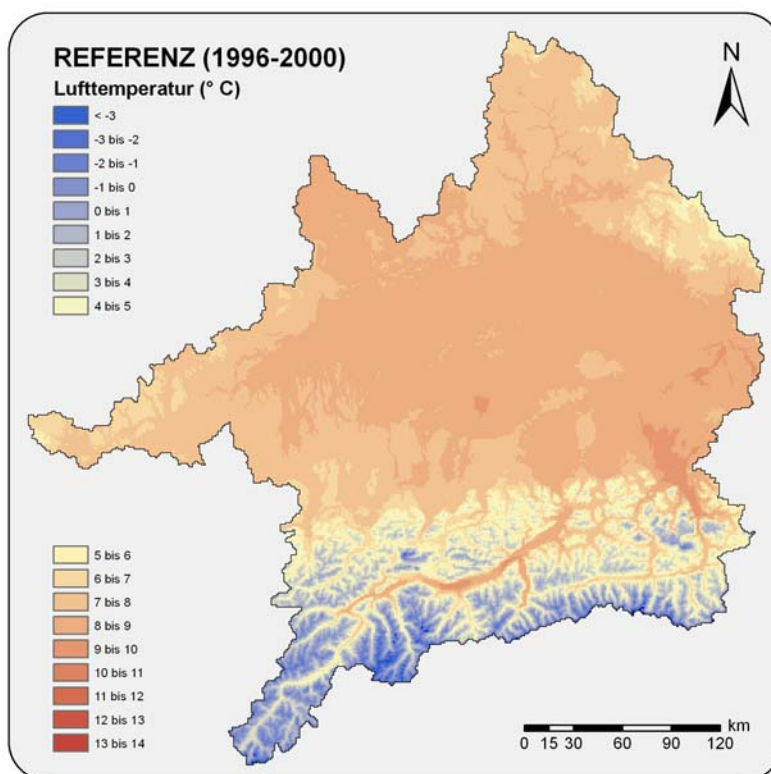 REFERENZ (1996-2000)
Lufttemperatur (° C)
< -3
-3 bis -2
-2 bis -1
-1 bis 0
0 bis 1
1 bis 2
2 bis 3
3 bis 4
4 bis 5
N
5 bis 6
6 bis 7
7 bis 8
8 bis 9
9 bis 10
10 bis 11
11 bis 12
12 bis 13
13 bis 14
km
0 15 30 60 90 120